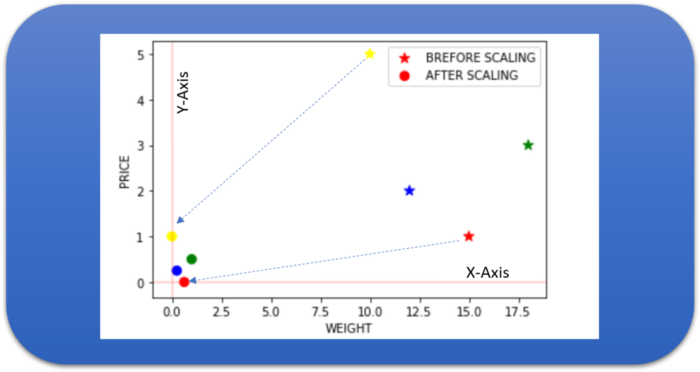 5
4
3
2
1
0
PRICE
Y-Axis
BREFORE SCALING
AFTER SCALING
X-Axis
0.0 2.5 5.0 7.5 10.0 12.5 15.0 17.5
WEIGHT